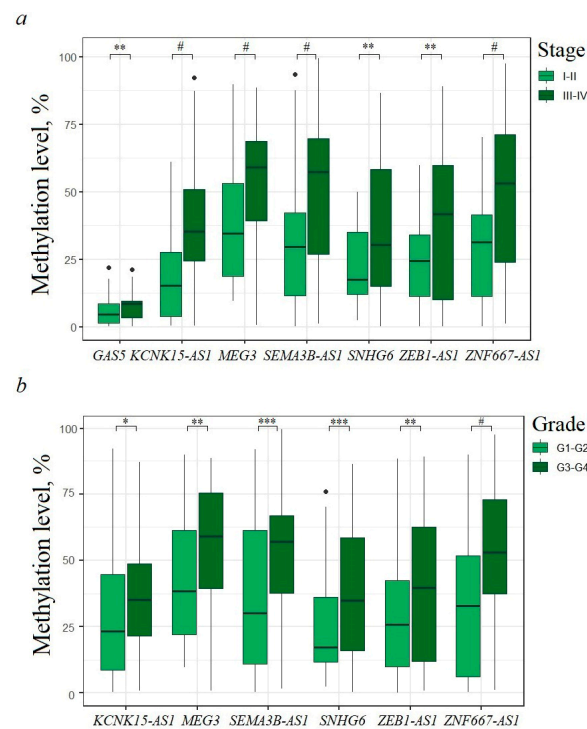 a
** # # # ** ** #
Stage
I-II
III-IV
Methylation level, %
100
75
50
25
0
GAS5 KCNK15-AS1 MEG3 SEMA3B-AS1 SNHG6 ZEB1-AS1 ZNF667-AS1
b
* ** *** *** ** #
Grade
G1-G2
G3-G4
Methylation level, %
100
75
50
25
0
KCNK15-AS1 MEG3 SEMA3B-AS1 SNHG6 ZEB1-AS1 ZNF667-AS1